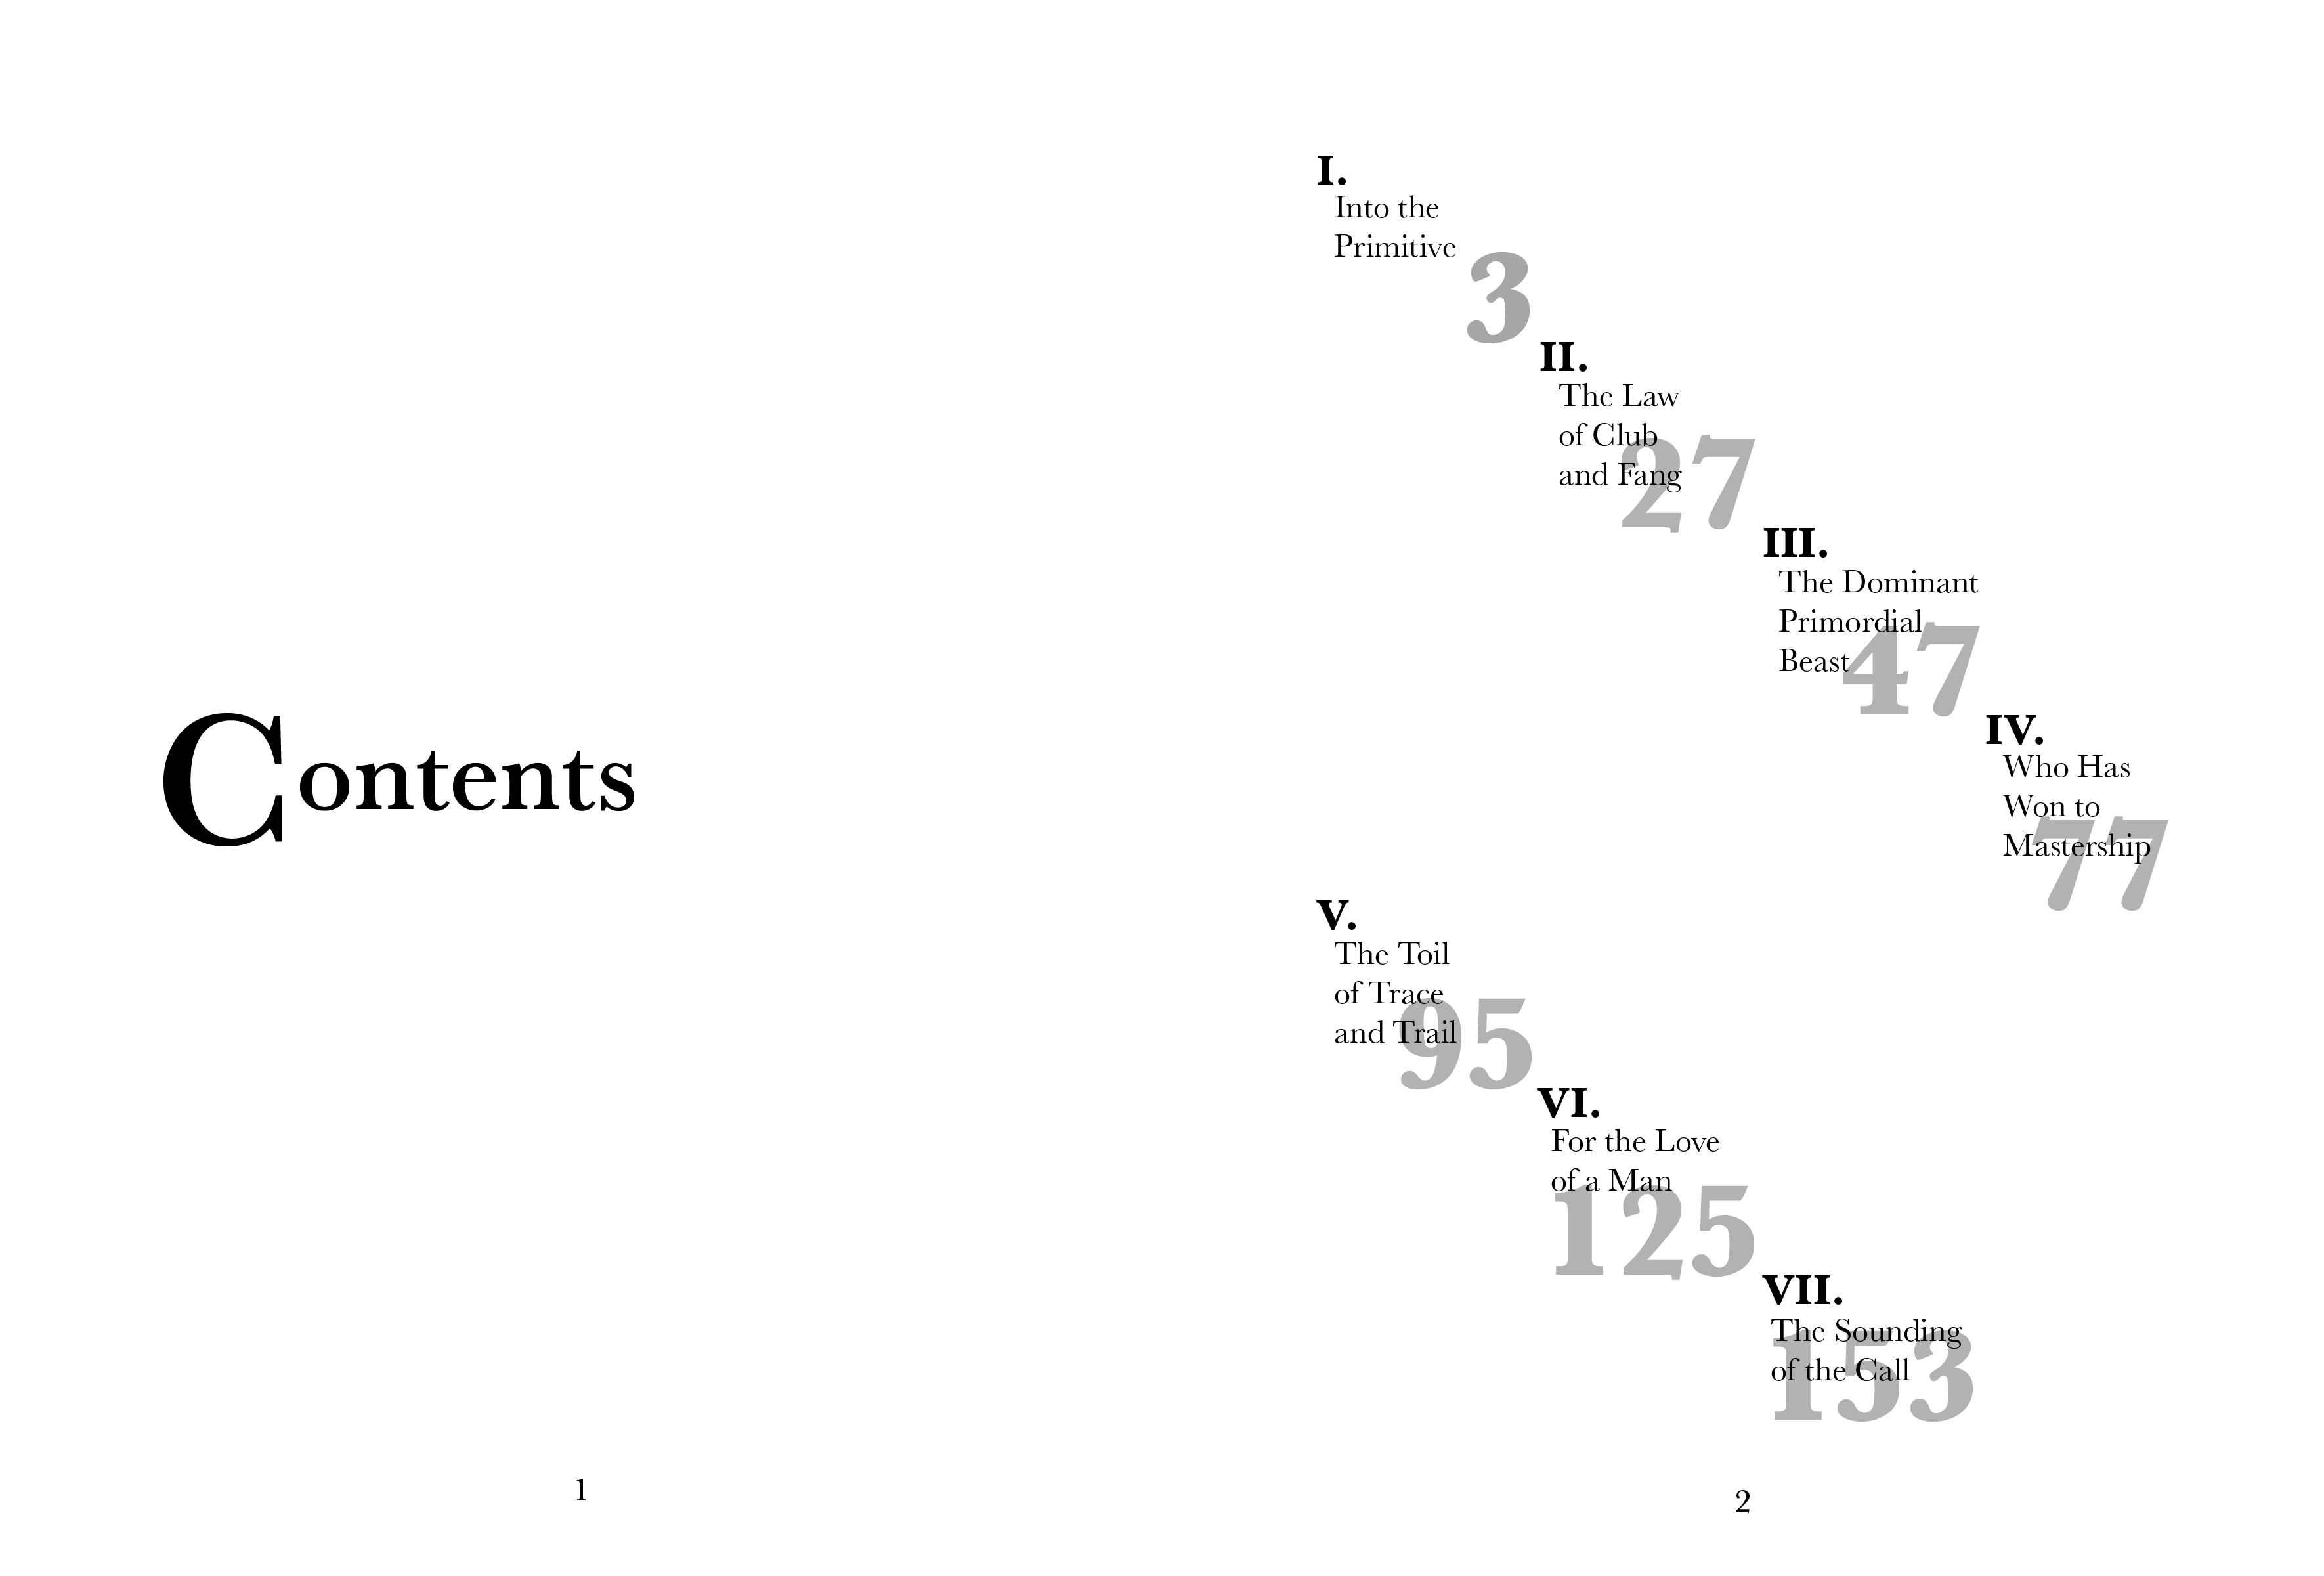 Contents
1
I.
Into the
Primitive
3
II.
The Law
of Club
and Fang
27
III.
The Dominant
Primordial
Beast
47
IV.
Who Has
Won to
Mastership
77
V.
The Toil
of Trace
and Trail
95
VI.
For the Love
of a Man
125
VII.
The Sounding
of the Call
153
2